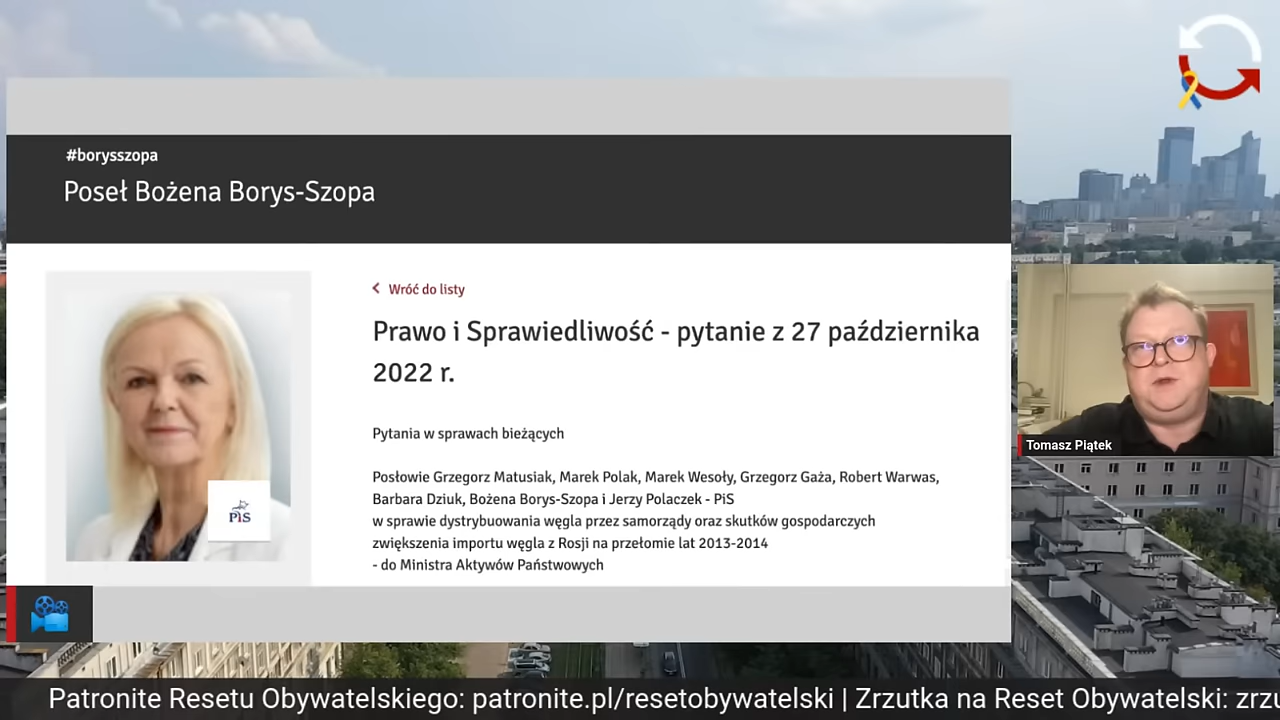 #borysszopa
Poseł Bożena Borys-Szopa
Wróć do listy
Prawo i Sprawiedliwość - pytanie z 27 października
2022 r.
Pytania w sprawach bieżących
Posłowie Grzegorz Matusiak, Marek Polak, Marek Wesoły, Grzegorz Gaża, Robert Warwas,
Barbara Dziuk, Bożena Borys-Szopa i Jerzy Polaczek - PiS
w sprawie dystrybuowania węgla przez samorządy oraz skutków gospodarczych
zwiększenia importu węgla z Rosji na przełomie lat 2013-2014
- do Ministra Aktywów Państwowych
PiS
Tomasz Piątek
Patronite Resetu Obywatelskiego: patronite.pl/resetobywatelski | Zrzutka na Reset Obywatelski: zrzu